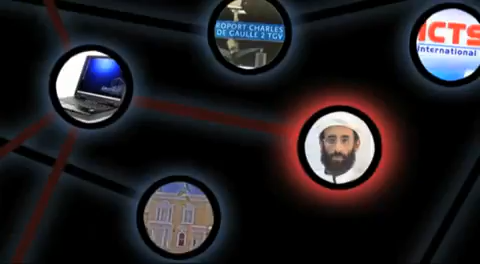 ROPORT CHARLES
DE GAULLE 2 TGV
ICTS
International